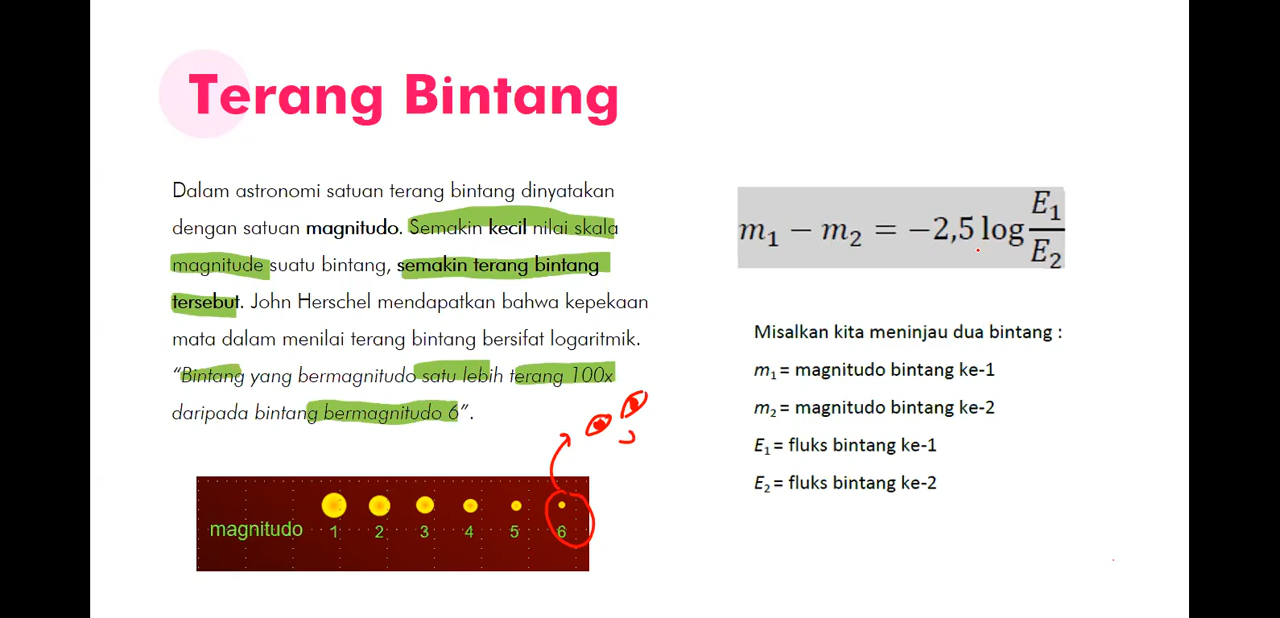 Terang Bintang
Dalam astronomi satuan terang bintang dinyatakan
dengan satuan magnitudo. Semakin kecil nilai skala
magnitude suatu bintang, semakin terang bintang
tersebut. John Herschel mendapatkan bahwa kepekaan
mata dalam menilai terang bintang bersifat logaritmik.
“Bintang yang bermagnitudo satu lebih terang 100x
daripada bintang bermagnitudo 6”.
magnitudo 1 2 3 4 5 6
m₁ − m₂ = −2,5 log E₁/E₂
Misalkan kita meninjau dua bintang :
m₁ = magnitudo bintang ke-1
m₂ = magnitudo bintang ke-2
E₁ = fluks bintang ke-1
E₂ = fluks bintang ke-2